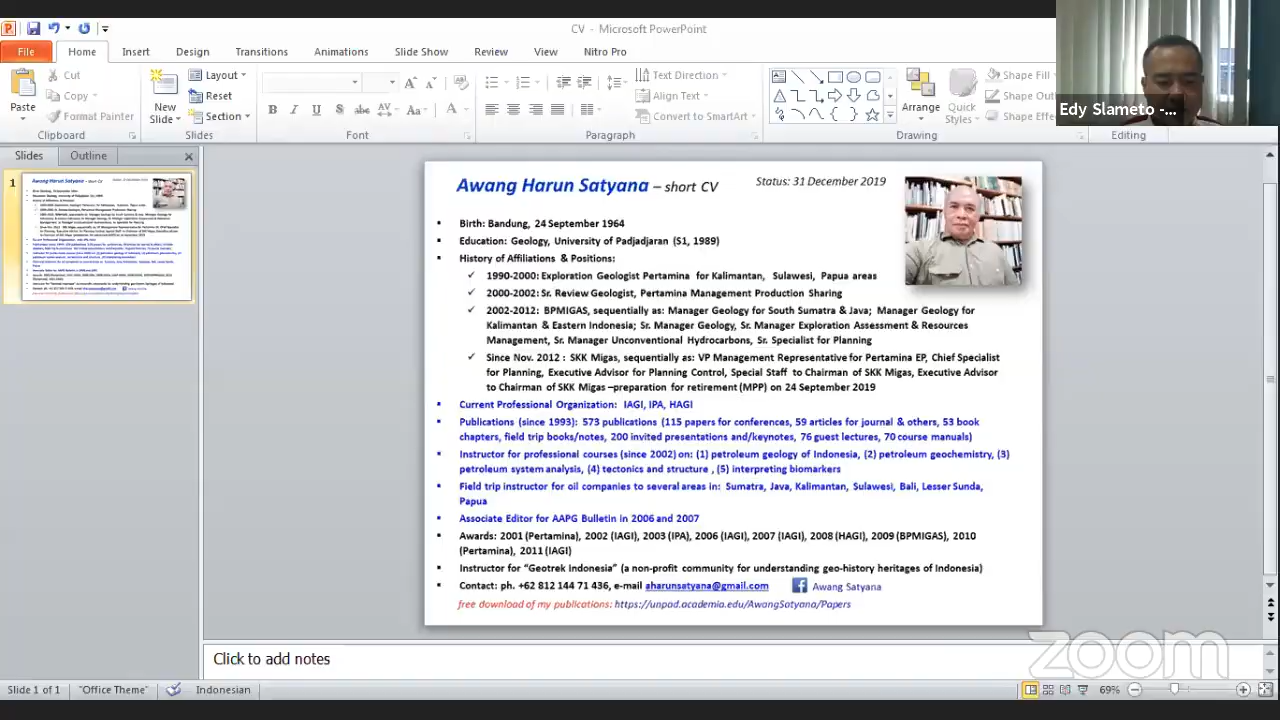 CV - Microsoft PowerPoint
File Home Insert Design Transitions Animations Slide Show Review View Nitro Pro
Cut Layout Text Direction Shape Fill
Paste Copy New Slide Reset Align Text Arrange Quick Styles
Format Painter Section Convert to SmartArt
Clipboard Slides Font Paragraph Drawing Editing
Edy Slameto -...
Slides Outline
1
Awang Harun Satyana – short CV
Status: 31 December 2019
Born: Bandung, December 1964
Education: Geology, University of Padjadjaran (S1, 1989)
History of Affiliations & Positions:
-2000: Exploration Geologist Pertamina for Kalimantan, Sulawesi, Papua areas
2000-2002: Sr. Review Geologist, Pertamina Management Production Sharing
✓ 2002-2012: BPMIGAS, sequentially as: Manager Geology for South Sumatra & Java; Manager Geology for
Kalimantan & Eastern Indonesia; Sr. Manager Geology, Sr. Manager Exploration Assessment & Resources
Management, Sr. Manager Unconventional Hydrocarbons, Sr. Specialist for Planning
✓ Since Nov. 2012 : SKK Migas, sequentially as: VP Management Representative for Pertamina EP, Chief Specialist
for Planning, Executive Advisor for Planning Control, Special Staff to Chairman of SKK Migas, Executive Advisor
to Chairman of SKK Migas –preparation for retirement (MPP) on 24 September 2019
Current Professional Organization: IAGI, IPA, HAGI
Publications (since 1993): 573 publications (115 papers for conferences, 59 articles for journal & others, 53 book
chapters, field trip books/notes, 200 invited presentations and/keynotes, 76 guest lectures, 70 course manuals)
Instructor for professional courses (since 2002) on: (1) petroleum geology of Indonesia, (2) petroleum geochemistry, (3)
petroleum system analysis, (4) tectonics and structure , (5) interpreting biomarkers
Field trip instructor for oil companies to several areas in: Sumatra, Java, Kalimantan, Sulawesi, Bali, Lesser Sunda,
Papua
Associate Editor for AAPG Bulletin in 2006 and 2007
Awards: 2001 (Pertamina), 2002 (IAGI), 2003 (IPA), 2006 (IAGI), 2007 (IAGI), 2008 (HAGI), 2009 (BPMIGAS), 2010
(Pertamina), 2011 (IAGI)
Instructor for “Geotrek Indonesia” (a non-profit community for understanding geo-history heritages of Indonesia)
Contact: ph. +62 812 144 71 436, e-mail aharunsatyana@gmail.com Awang Satyana
free download of my publications: https://unpad.academia.edu/AwangSatyana/Papers
Click to add notes
zoom
Slide 1 of 1 "Office Theme" Indonesian 69%